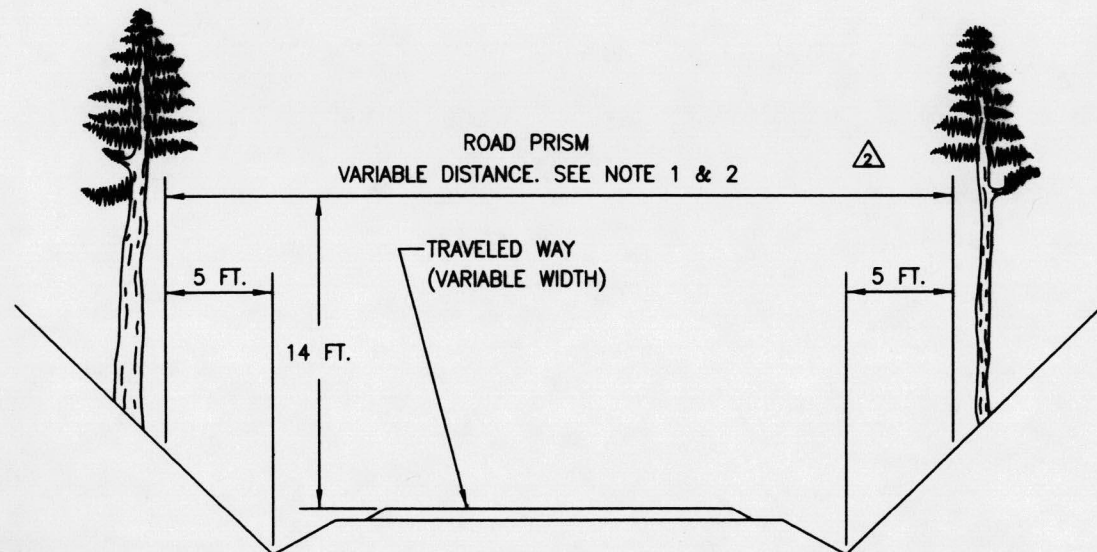 ROAD PRISM
VARIABLE DISTANCE. SEE NOTE 1 & 2
2
TRAVELED WAY
(VARIABLE WIDTH)
5 FT.
5 FT.
14 FT.